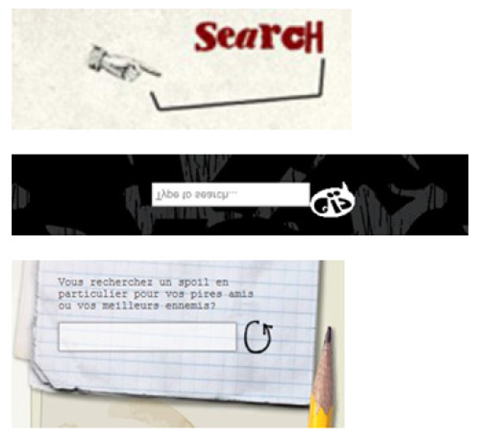 SeaRcH
Type to search...
Vous recherchez un spoil en
particulier pour vos pires amis
ou vos meilleurs ennemis?